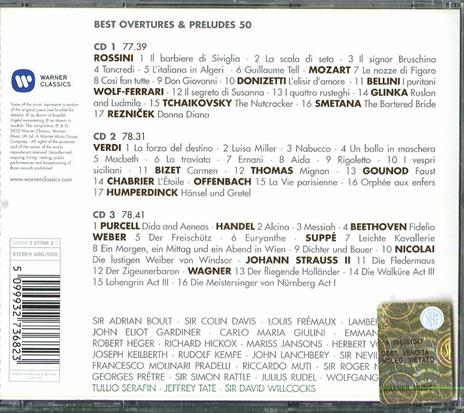 BEST OVERTURES & PRELUDES 50
CD 1 77.39
ROSSINI 1 Il barbiere di Siviglia · 2 La scala di seta · 3 Il signor Bruschino
4 Tancredi · 5 L'italiana in Algeri · 6 Guillaume Tell · MOZART 7 Le nozze di Figaro
8 Così fan tutte · 9 Don Giovanni · 10 DONIZETTI L'elisir d'amore · 11 BELLINI I puritani
WOLF-FERRARI 12 Il segreto di Susanna · 13 I quattro rusteghi · 14 GLINKA Ruslan
and Ludmila · 15 TCHAIKOVSKY The Nutcracker · 16 SMETANA The Bartered Bride
17 REZNIČEK Donna Diana
CD 2 78.31
VERDI 1 La forza del destino · 2 Luisa Miller · 3 Nabucco · 4 Un ballo in maschera
5 Macbeth · 6 La traviata · 7 Ernani · 8 Aida · 9 Rigoletto · 10 I vespri
siciliani · 11 BIZET Carmen · 12 THOMAS Mignon · 13 GOUNOD Faust
14 CHABRIER L'Étoile · OFFENBACH 15 La Vie parisienne · 16 Orphée aux enfers
17 HUMPERDINCK Hänsel und Gretel
CD 3 78.41
1 PURCELL Dido and Aeneas · HANDEL 2 Alcina · 3 Messiah · 4 BEETHOVEN Fidelio
WEBER 5 Der Freischütz · 6 Euryanthe · SUPPÉ 7 Leichte Kavallerie
8 Ein Morgen, ein Mittag und ein Abend in Wien · 9 Dichter und Bauer · 10 NICOLAI
Die lustigen Weiber von Windsor · JOHANN STRAUSS II 11 Die Fledermaus
12 Der Zigeunerbaron · WAGNER 13 Der fliegende Holländer · 14 Die Walküre Act III
15 Lohengrin Act III · 16 Die Meistersinger von Nürnberg Act I
SIR ADRIAN BOULT · SIR COLIN DAVIS · LOUIS FRÉMAUX · LAMBER
JOHN ELIOT GARDINER · CARLO MARIA GIULINI · EMMAN
ROBERT HEGER · RICHARD HICKOX · MARISS JANSONS · HERBERT VO
JOSEPH KEILBERTH · RUDOLF KEMPE · JOHN LANCHBERY · SIR NEVILL
FRANCESCO MOLINARI PRADELLI · RICCARDO MUTI · SIR ROGER N
GEORGES PRÊTRE · SIR SIMON RATTLE · JULIUS RUDEL · WOLFGANG
TULLIO SERAFIN · JEFFREY TATE · SIR DAVID WILLCOCKS
WARNER
CLASSICS
www.warnerclassics.com
STEREO ADD/DDD
5 099932 736823